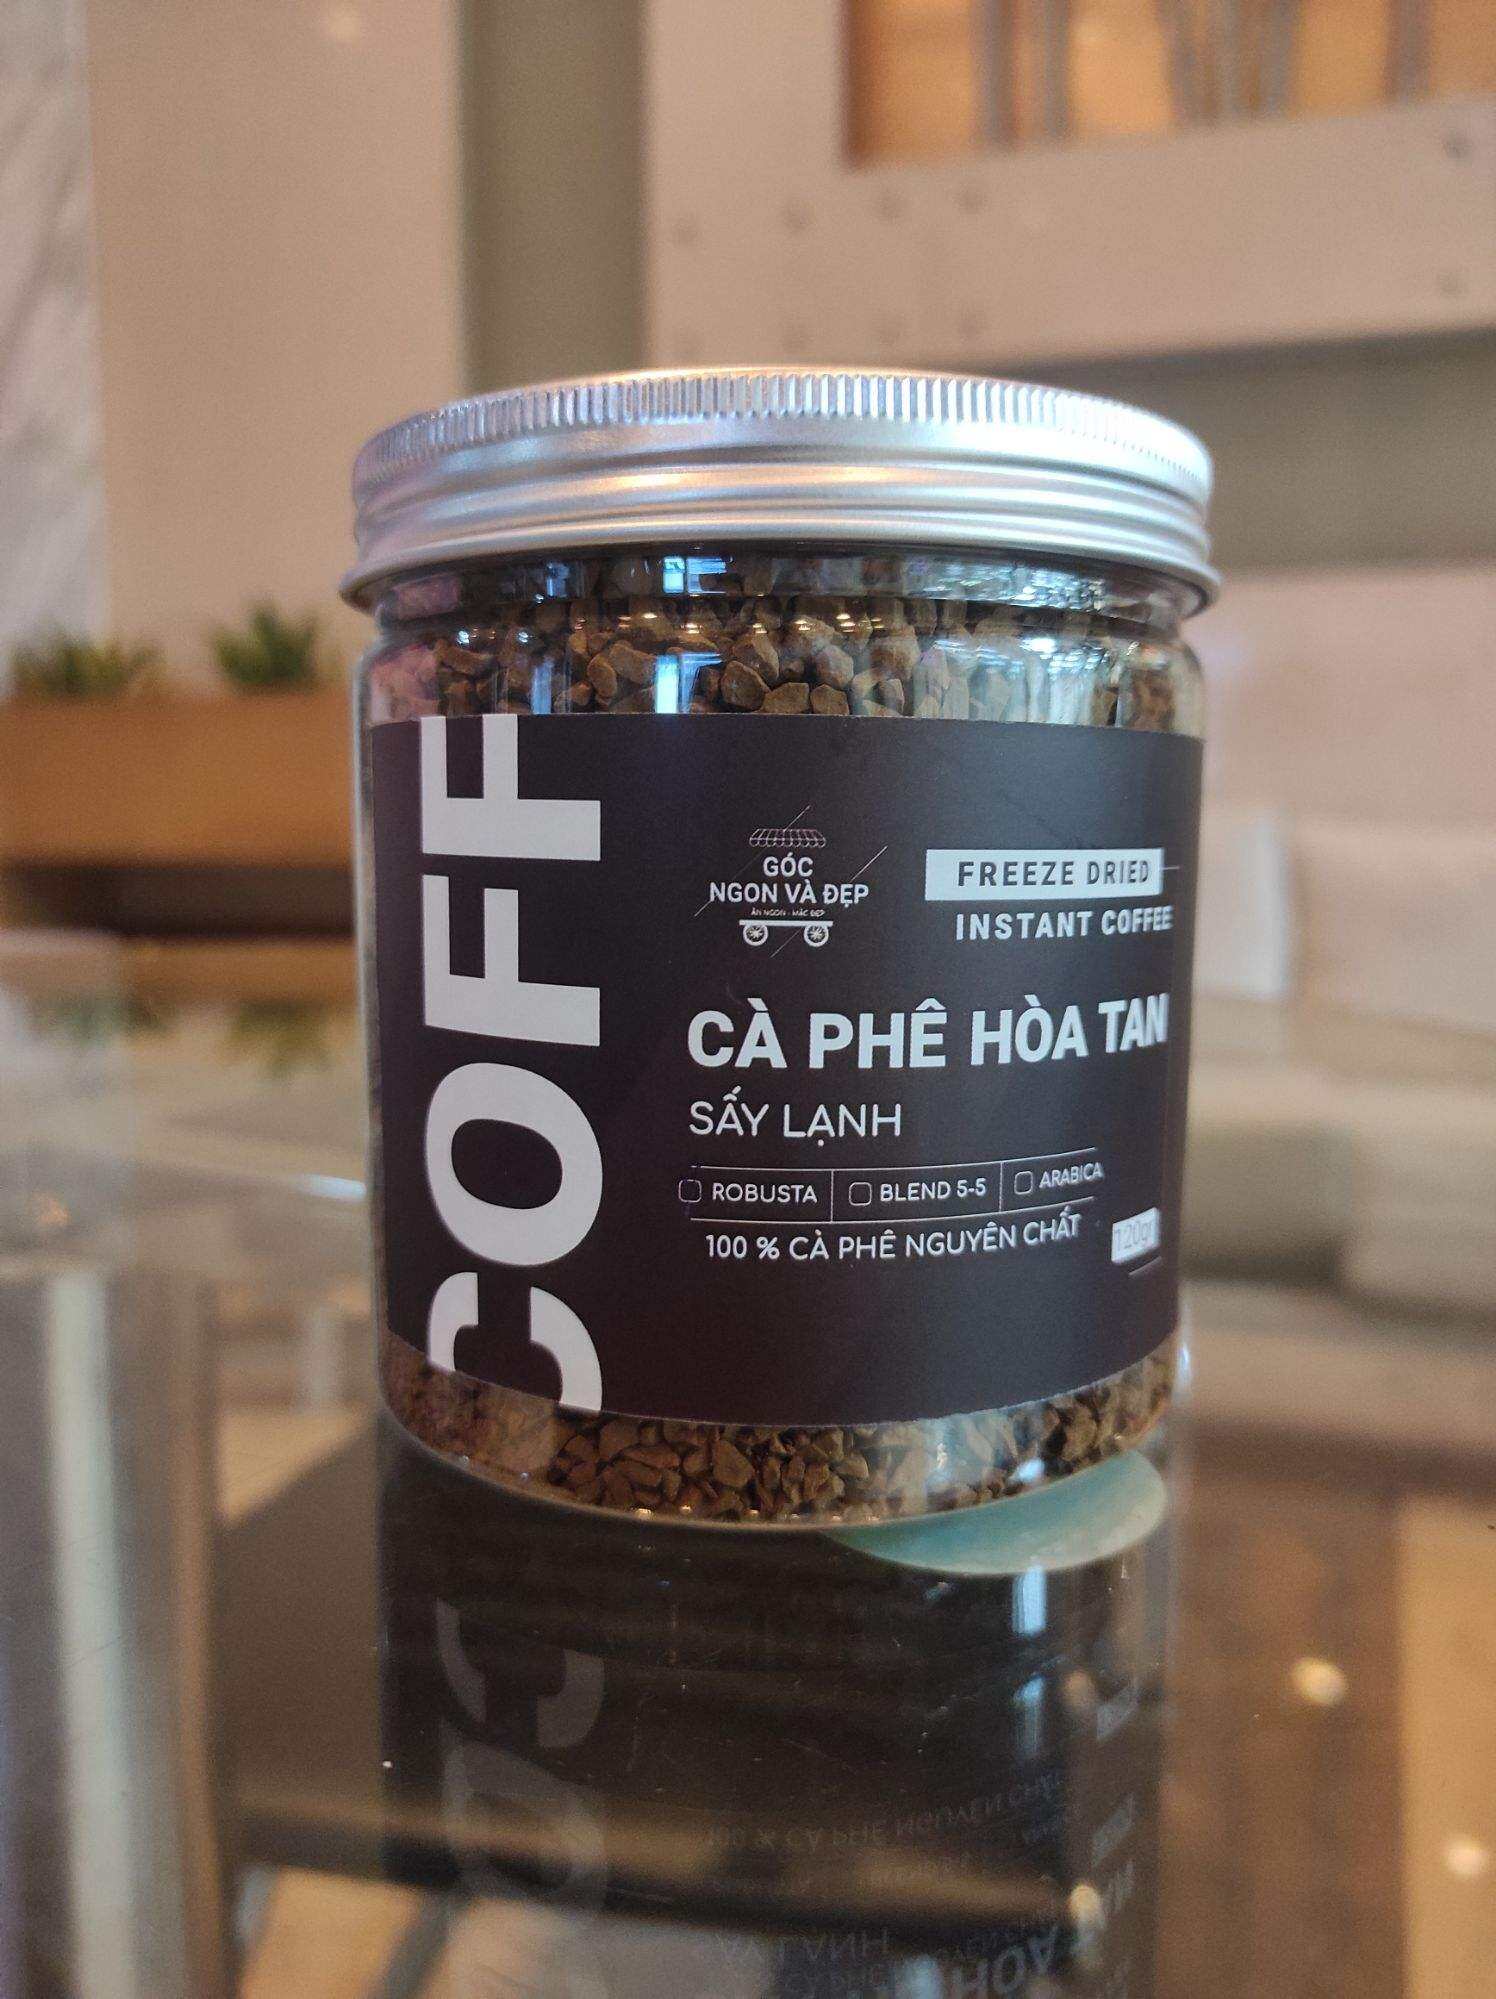 COFF
GÓC
NGON VÀ ĐẸP
ĂN NGON - MẶC ĐẸP
FREEZE DRIED
INSTANT COFFEE
CÀ PHÊ HÒA TAN
SẤY LẠNH
ROBUSTA
BLEND 5-5
ARABICA
100 % CÀ PHÊ NGUYÊN CHẤT
120gr